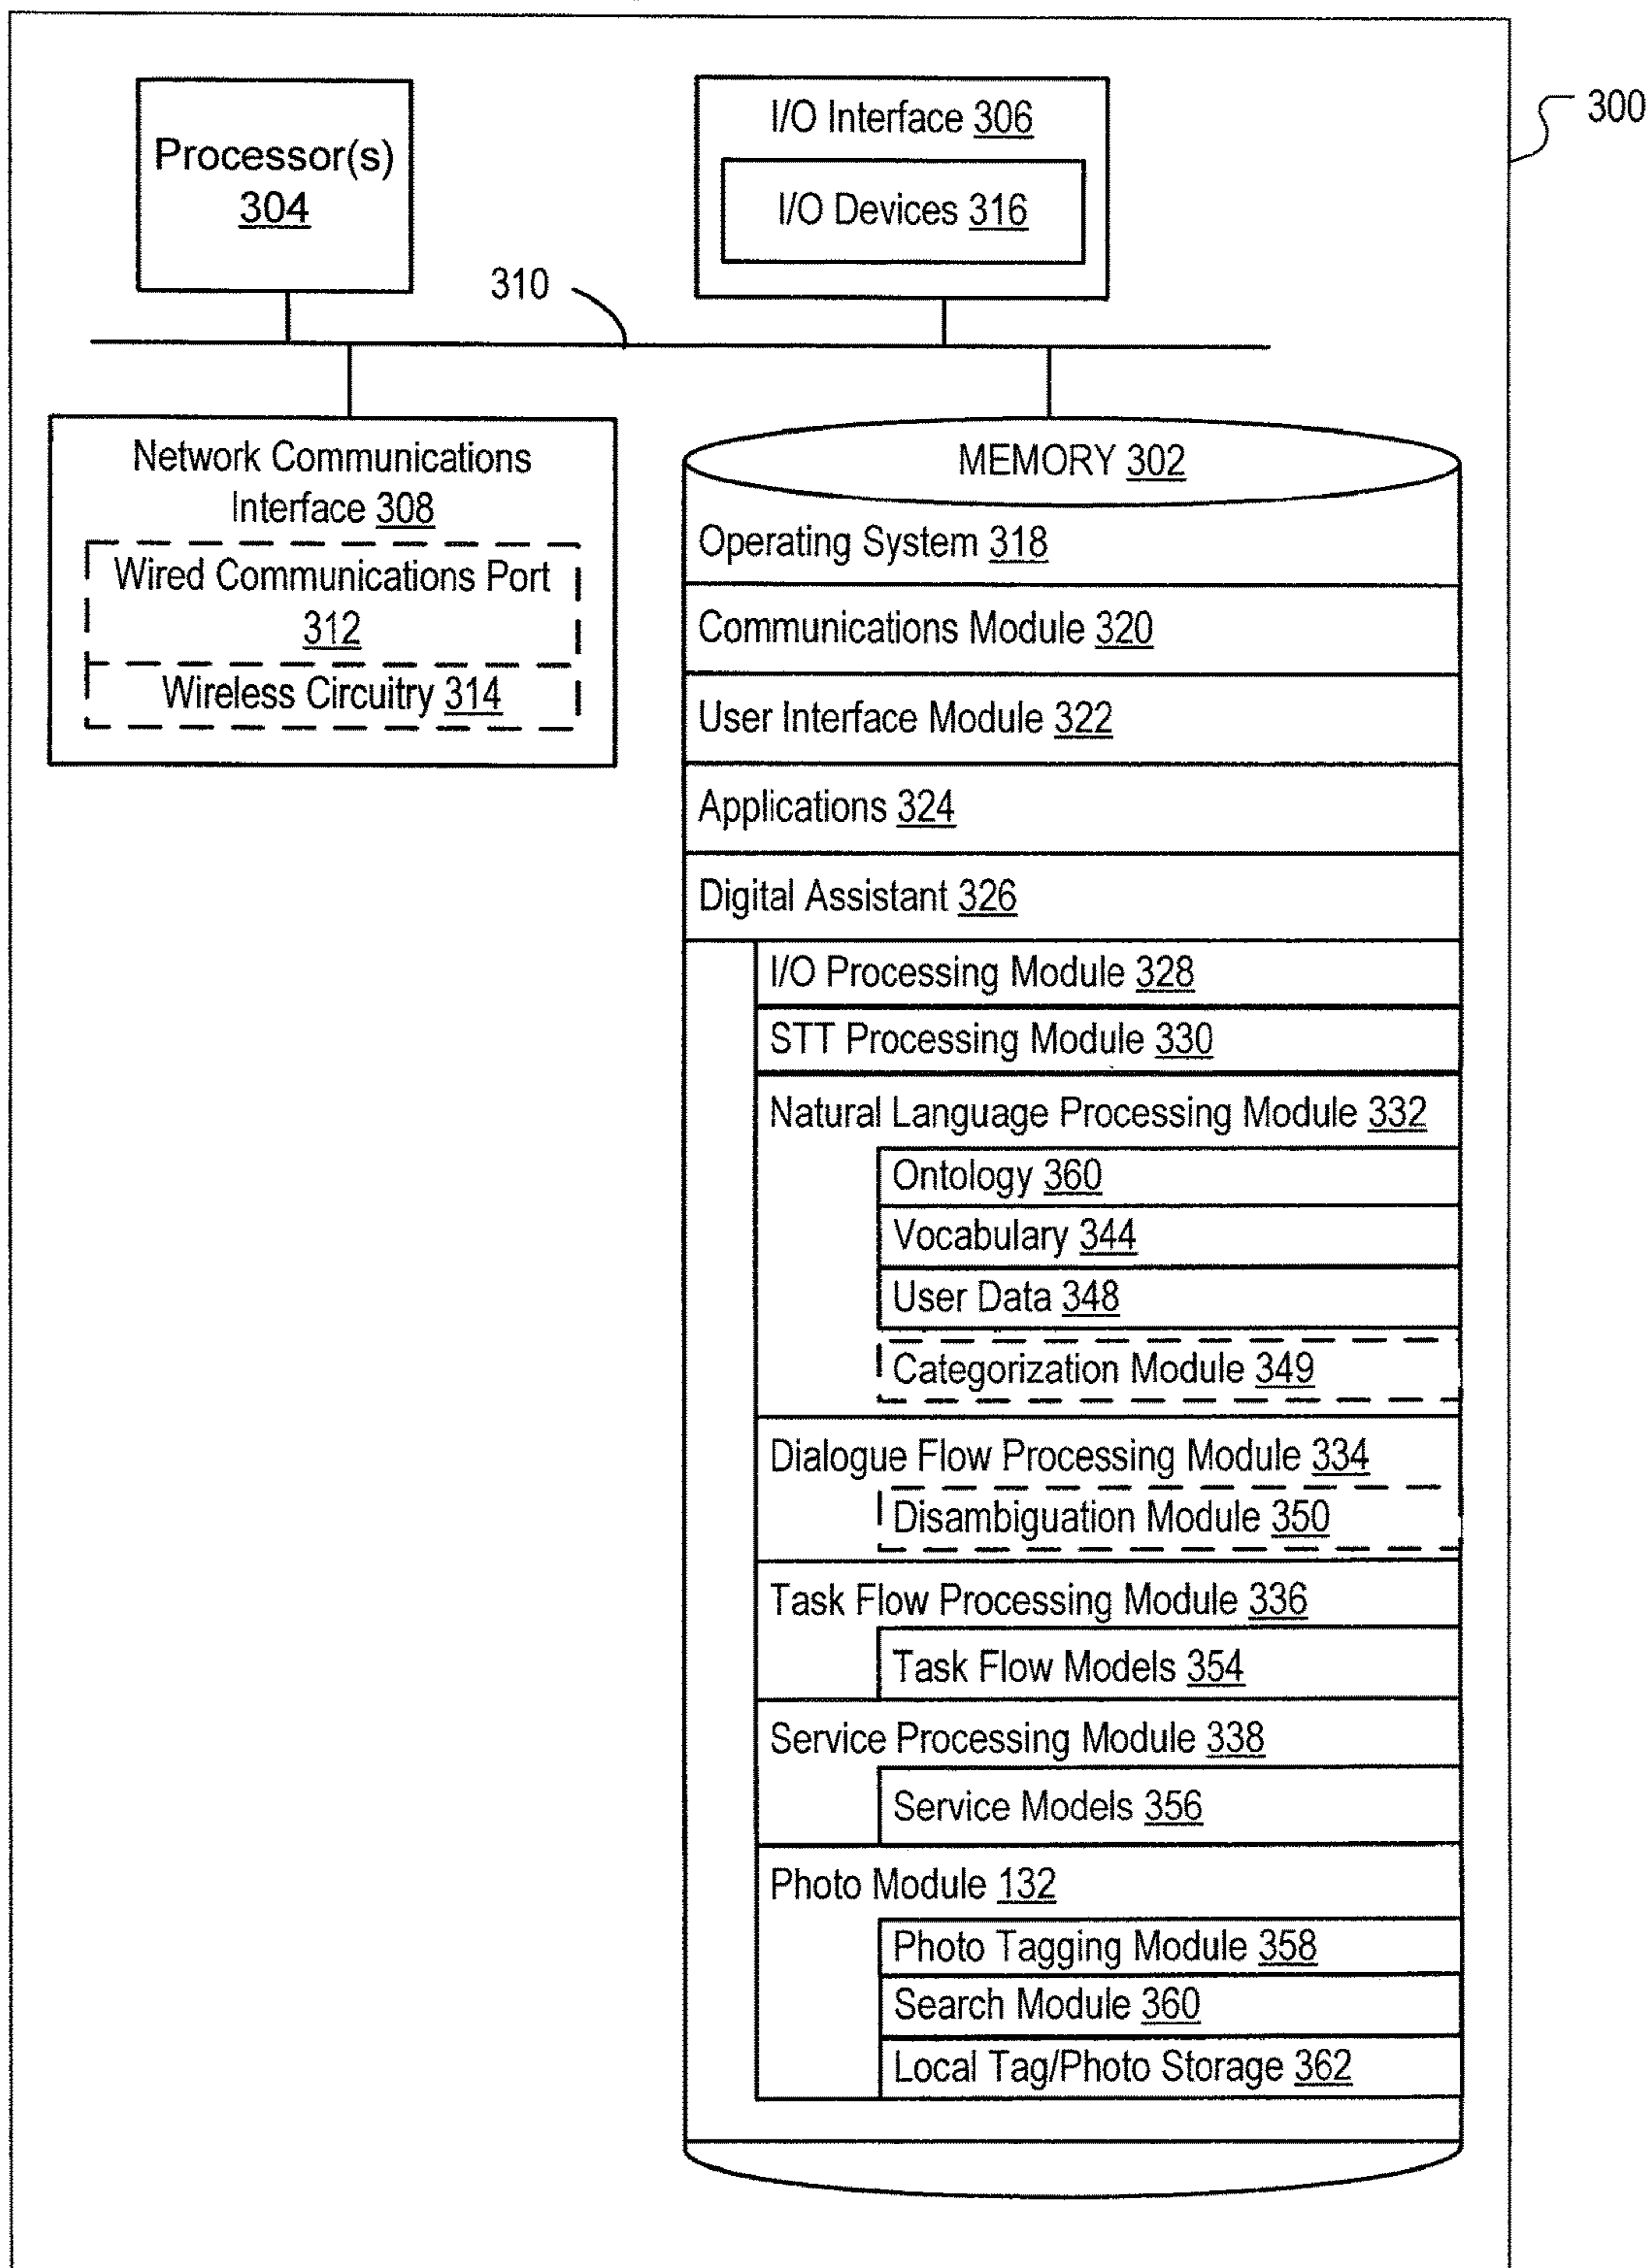 300
Processor(s)
304
I/O Interface 306
I/O Devices 316
310
Network Communications
Interface 308
Wired Communications Port
312
Wireless Circuitry 314
MEMORY 302
Operating System 318
Communications Module 320
User Interface Module 322
Applications 324
Digital Assistant 326
I/O Processing Module 328
STT Processing Module 330
Natural Language Processing Module 332
Ontology 360
Vocabulary 344
User Data 348
Categorization Module 349
Dialogue Flow Processing Module 334
Disambiguation Module 350
Task Flow Processing Module 336
Task Flow Models 354
Service Processing Module 338
Service Models 356
Photo Module 132
Photo Tagging Module 358
Search Module 360
Local Tag/Photo Storage 362